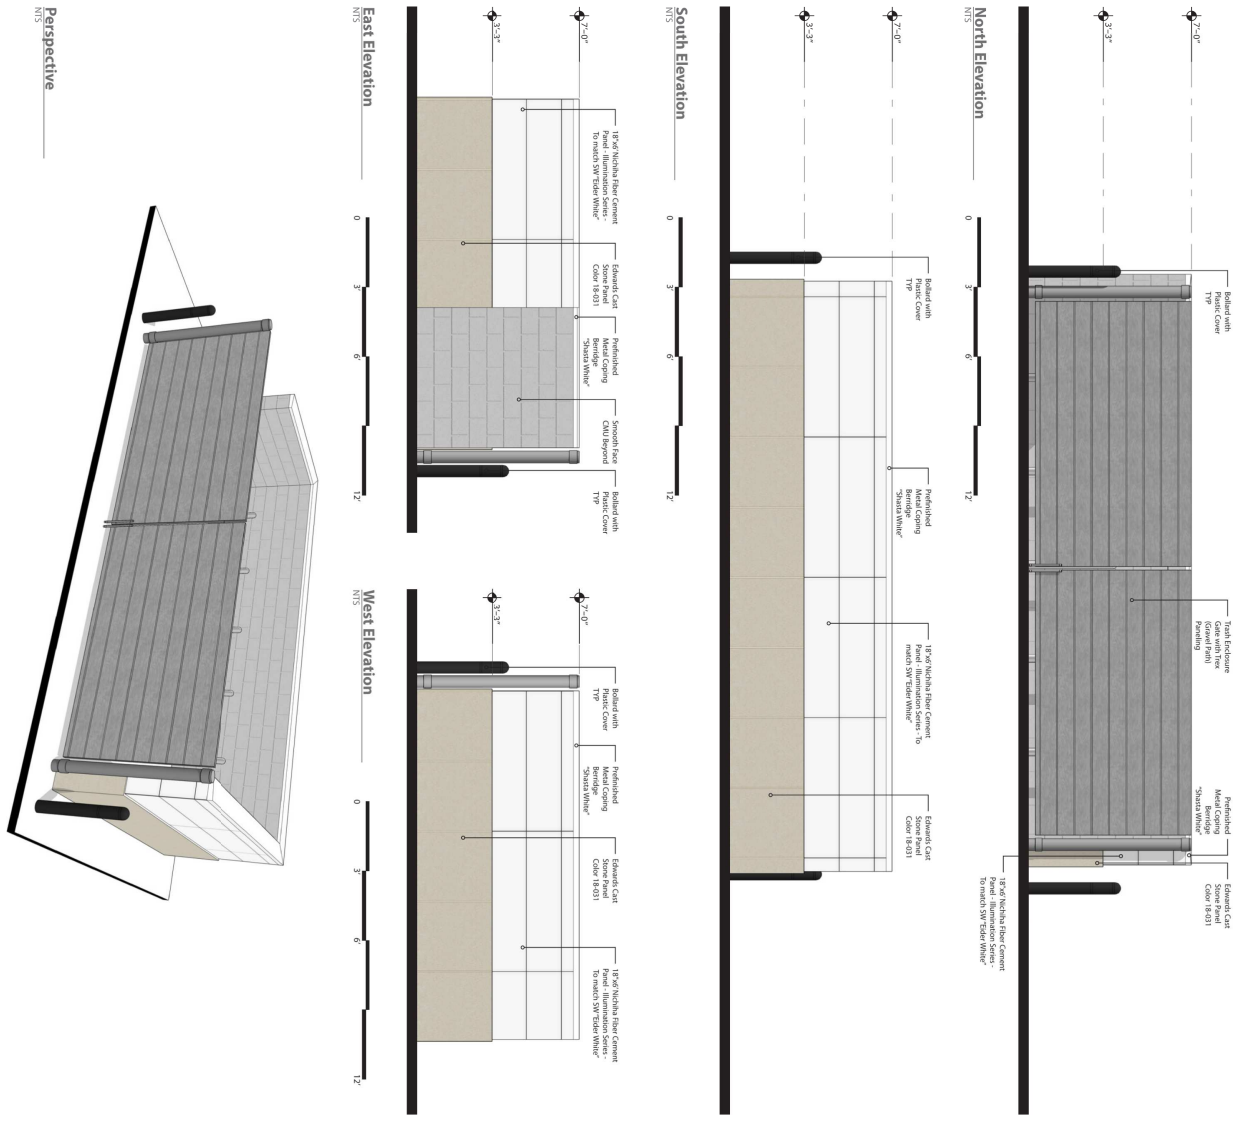 7'-0"
3'-3"
Bollard with
Plastic Cover
TYP
Trash Enclosure
Gate with Trex
(Gravel Path)
Paneling
Prefinished
Metal Coping
Berridge
"Shasta White"
Edwards Cast
Stone Panel
Color 18-031
18"x6' Nichiha Fiber Cement
Panel - Illumination Series -
To match SW "Eider White"
North Elevation
NTS
0 3' 6' 12'
7'-0"
3'-3"
Bollard with
Plastic Cover
TYP
Prefinished
Metal Coping
Berridge
"Shasta White"
18"x6' Nichiha Fiber Cement
Panel - Illumination Series - To
match SW "Eider White"
Edwards Cast
Stone Panel
Color 18-031
South Elevation
NTS
0 3' 6' 12'
7'-0"
3'-3"
18"x6' Nichiha Fiber Cement
Panel - Illumination Series -
To match SW "Eider White"
Edwards Cast
Stone Panel
Color 18-031
Prefinished
Metal Coping
Berridge
"Shasta White"
Smooth Face
CMU Beyond
Bollard with
Plastic Cover
TYP
East Elevation
NTS
0 3' 6' 12'
7'-0"
3'-3"
Bollard with
Plastic Cover
TYP
Prefinished
Metal Coping
Berridge
"Shasta White"
Edwards Cast
Stone Panel
Color 18-031
18"x6' Nichiha Fiber Cement
Panel - Illumination Series -
To match SW "Eider White"
West Elevation
NTS
0 3' 6' 12'
Perspective
NTS